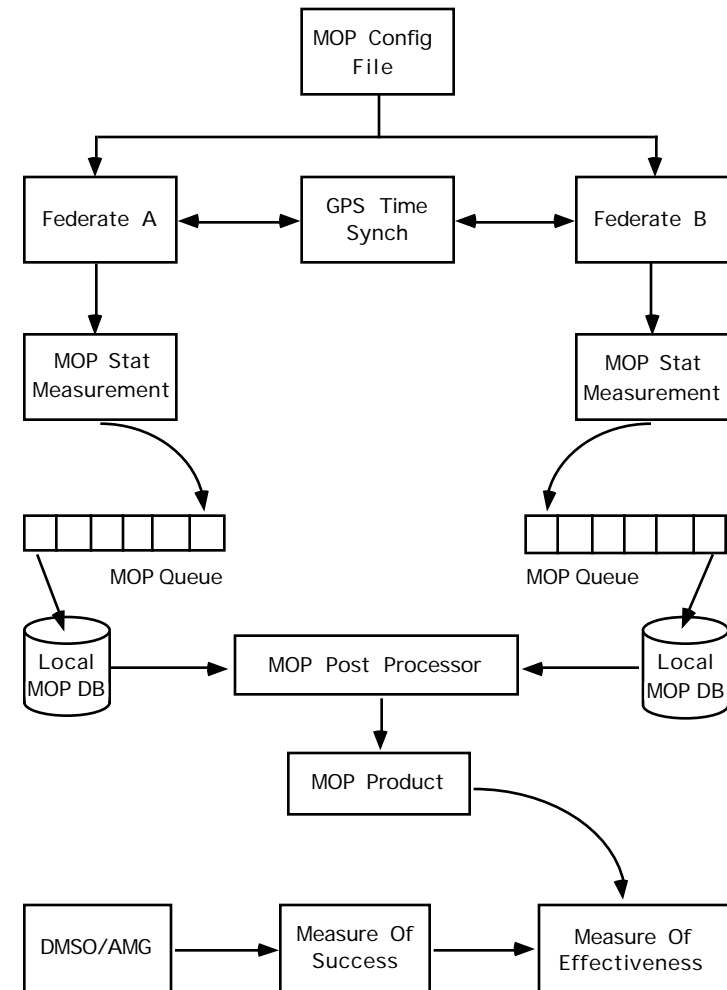 MOP Config
File
Federate A
GPS Time
Synch
Federate B
MOP Stat
Measurement
MOP Stat
Measurement
MOP Queue
MOP Queue
Local
MOP DB
MOP Post Processor
Local
MOP DB
MOP Product
DMSO/AMG
Measure Of
Success
Measure Of
Effectiveness